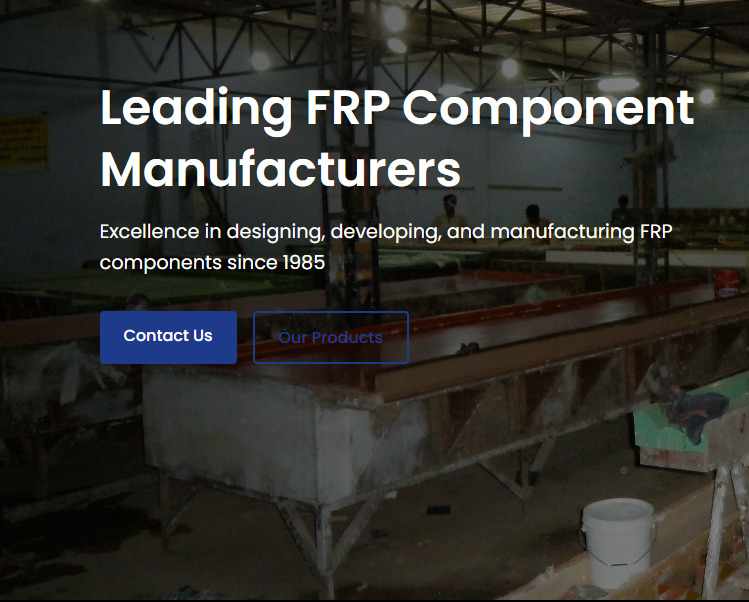 Leading FRP Component
Manufacturers
Excellence in designing, developing, and manufacturing FRP
components since 1985
Contact Us
Our Products